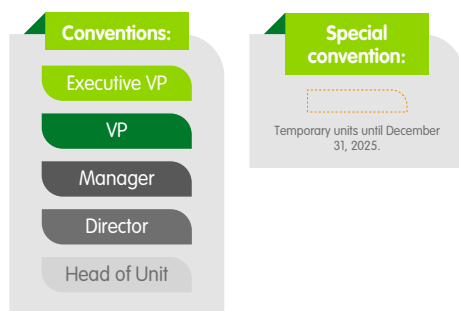 Conventions:
Executive VP
VP
Manager
Director
Head of Unit
Special
convention:
Temporary units until December
31, 2025.